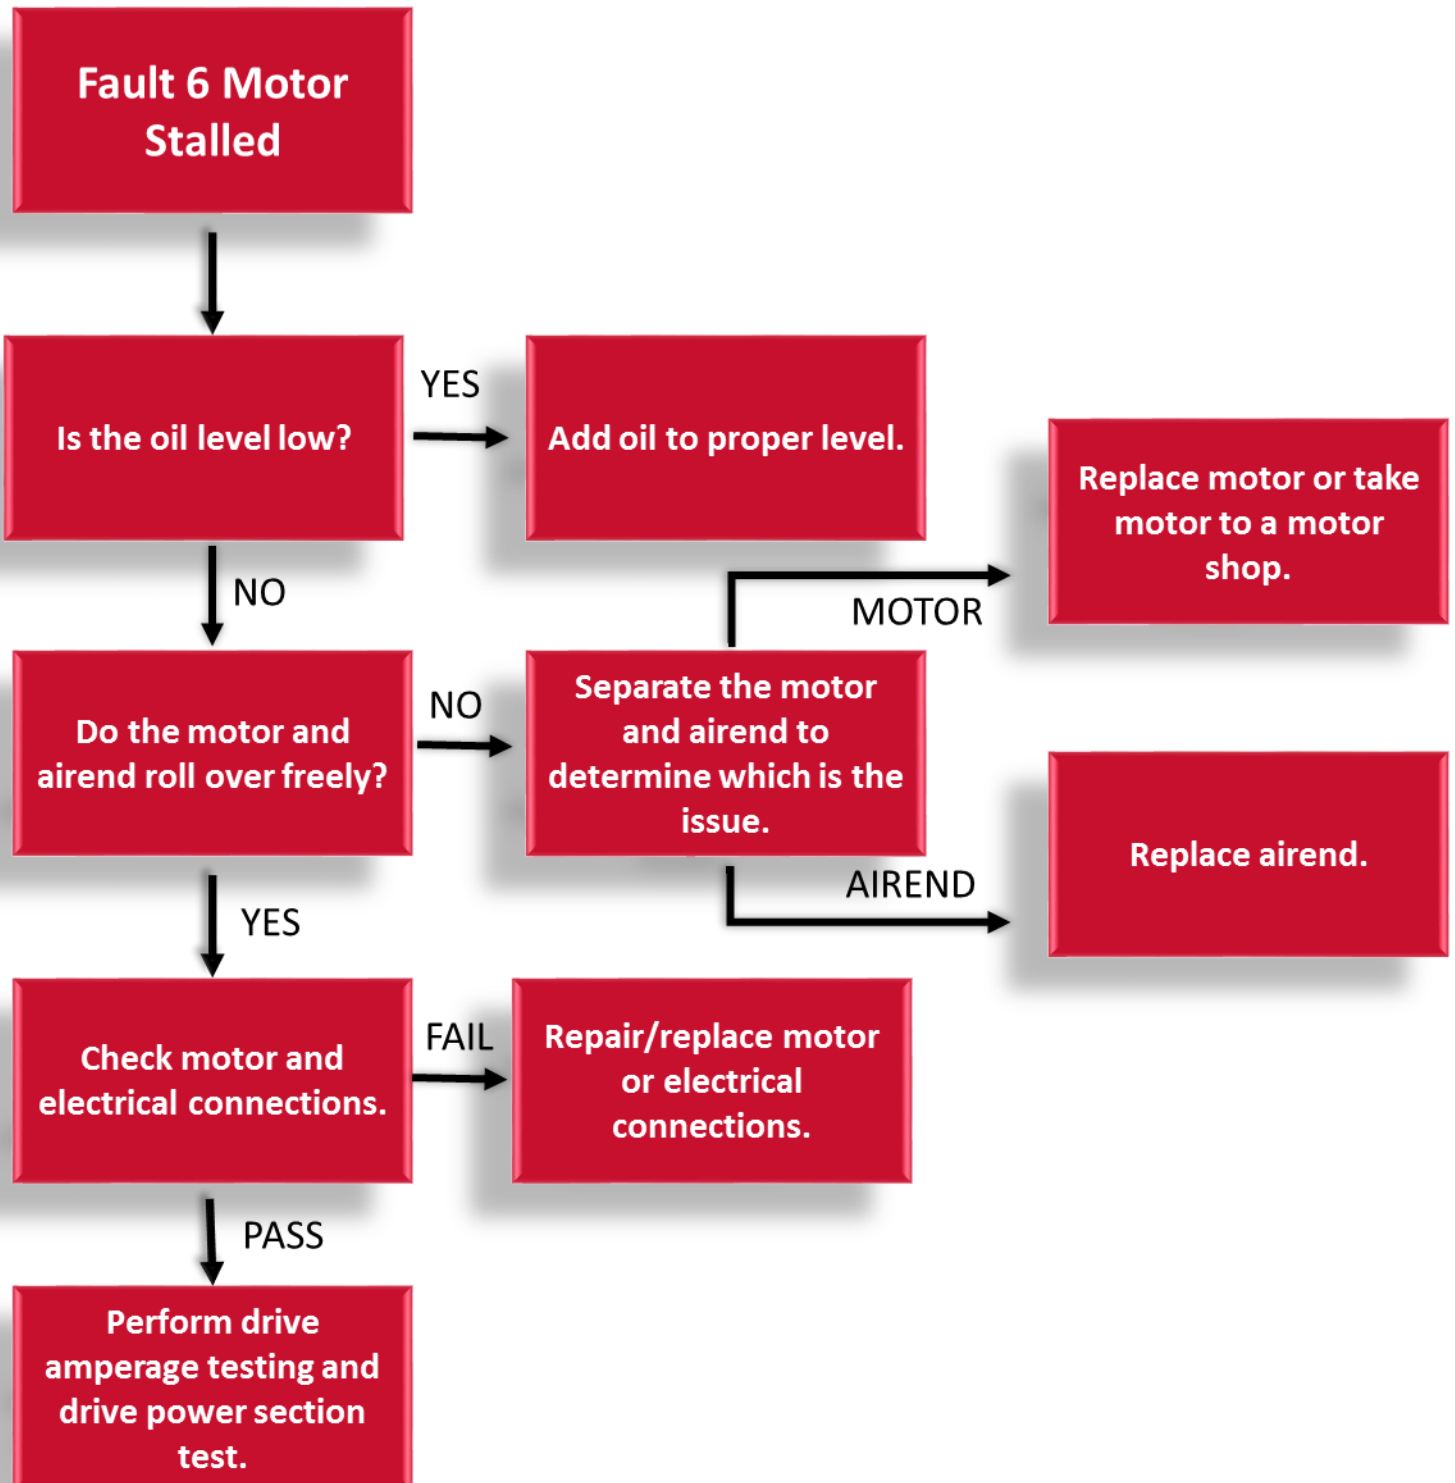 Fault 6 Motor
Stalled
Is the oil level low?
YES
Add oil to proper level.
NO
Do the motor and
airend roll over freely?
NO
Separate the motor
and airend to
determine which is the
issue.
MOTOR
Replace motor or take
motor to a motor
shop.
AIREND
Replace airend.
YES
Check motor and
electrical connections.
FAIL
Repair/replace motor
or electrical
connections.
PASS
Perform drive
amperage testing and
drive power section
test.